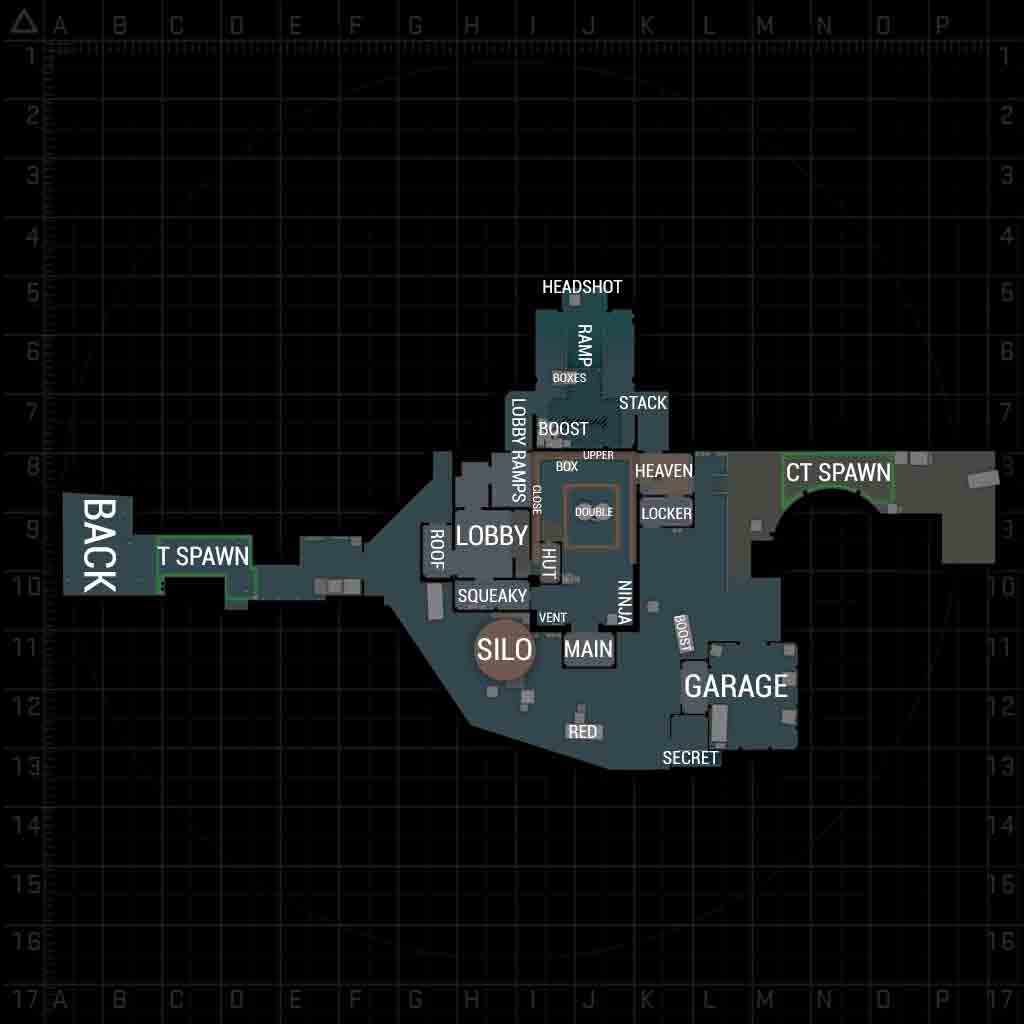 A B C D E F G H I J K L M N O P
1 1
2 2
3 3
4 4
5 HEADSHOT 5
RAMP
6 6
BOXES
LOBBY RAMPS
STACK
7 7
BOOST
UPPER
8 BOX HEAVEN CT SPAWN 8
CLOSE
DOUBLE LOCKER
BACK
9 LOBBY 9
ROOF
T SPAWN
HUT
10 10
SQUEAKY
NINJA
VENT
BOOST
11 SILO MAIN 11
GARAGE
12 12
RED
SECRET
13 13
14 14
15 15
16 16
17 A B C D E F G H I J K L M N O P 17